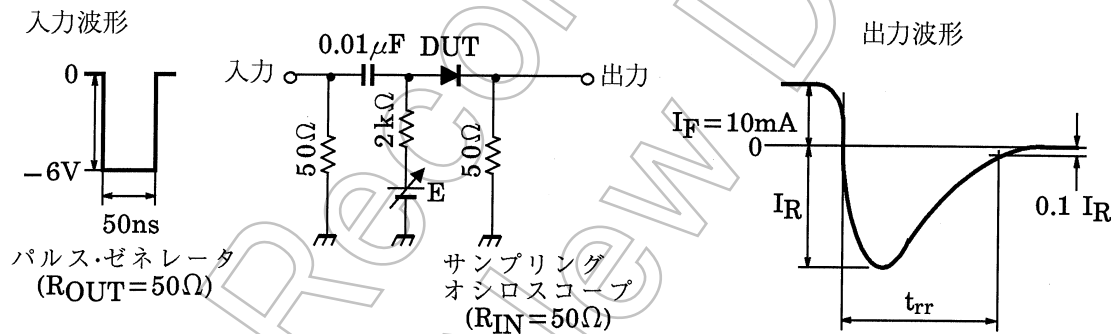 入力波形
0
−6V
50ns
パルス・ゼネレータ
(ROUT=50Ω)
入力
0.01μF
DUT
出力
50Ω
2kΩ
E
50Ω
サンプリング
オシロスコープ
(RIN=50Ω)
出力波形
IF=10mA
0
IR
0.1 IR
trr